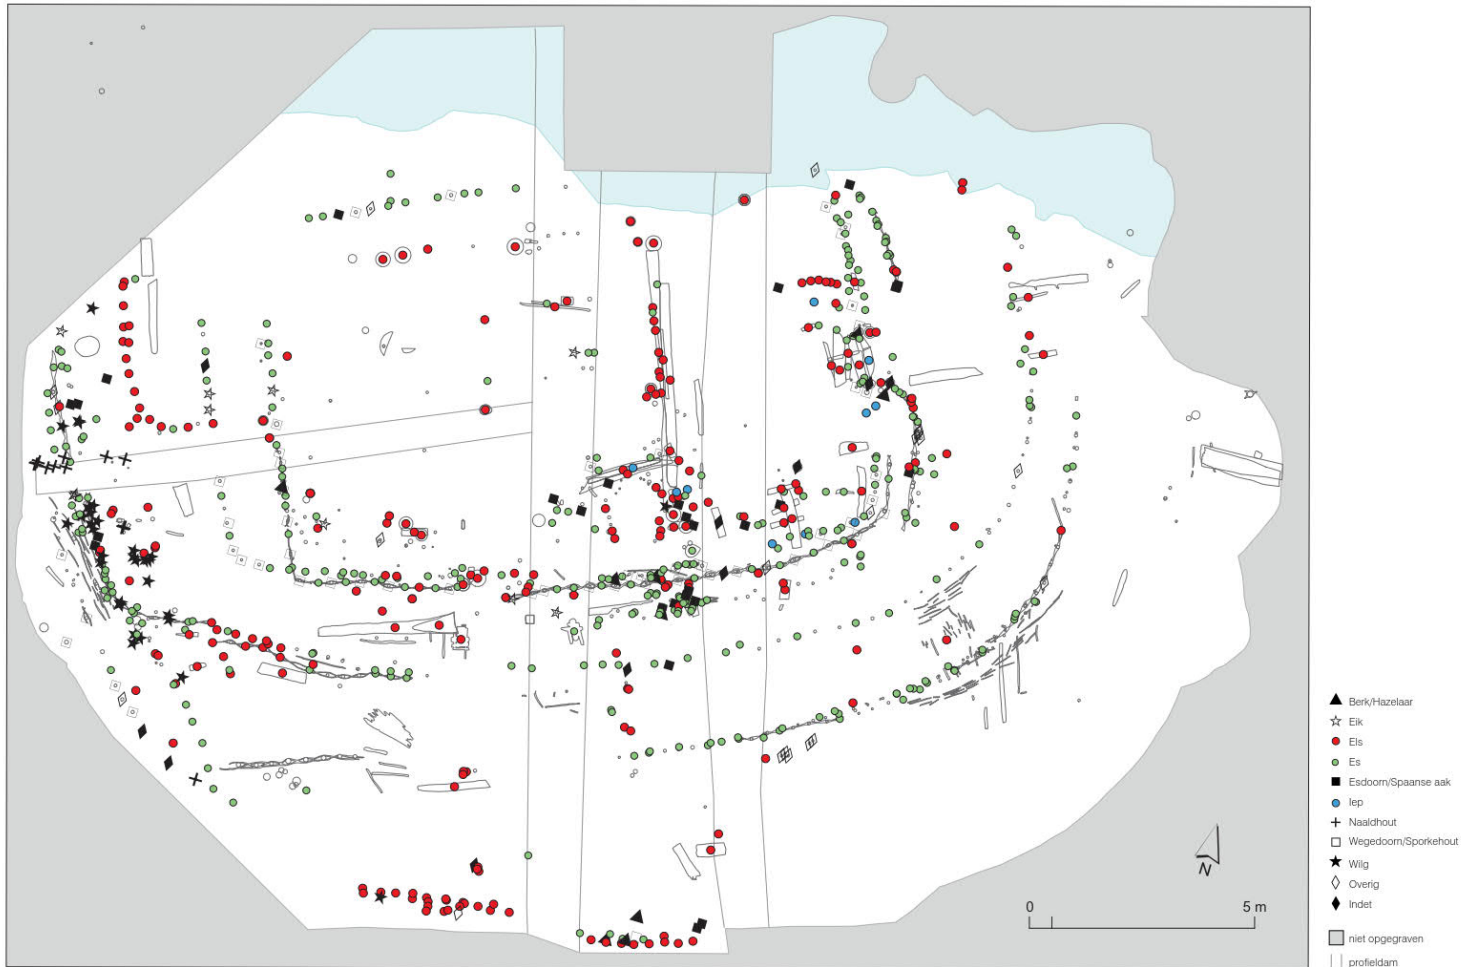 Berk/Hazelaar
Eik
Els
Es
Esdoorn/Spaanse aak
Iep
Naaldhout
Wegedoorn/Sporkehout
Wilg
Overig
Indet
niet opgegraven
profieldam
N
0 5 m